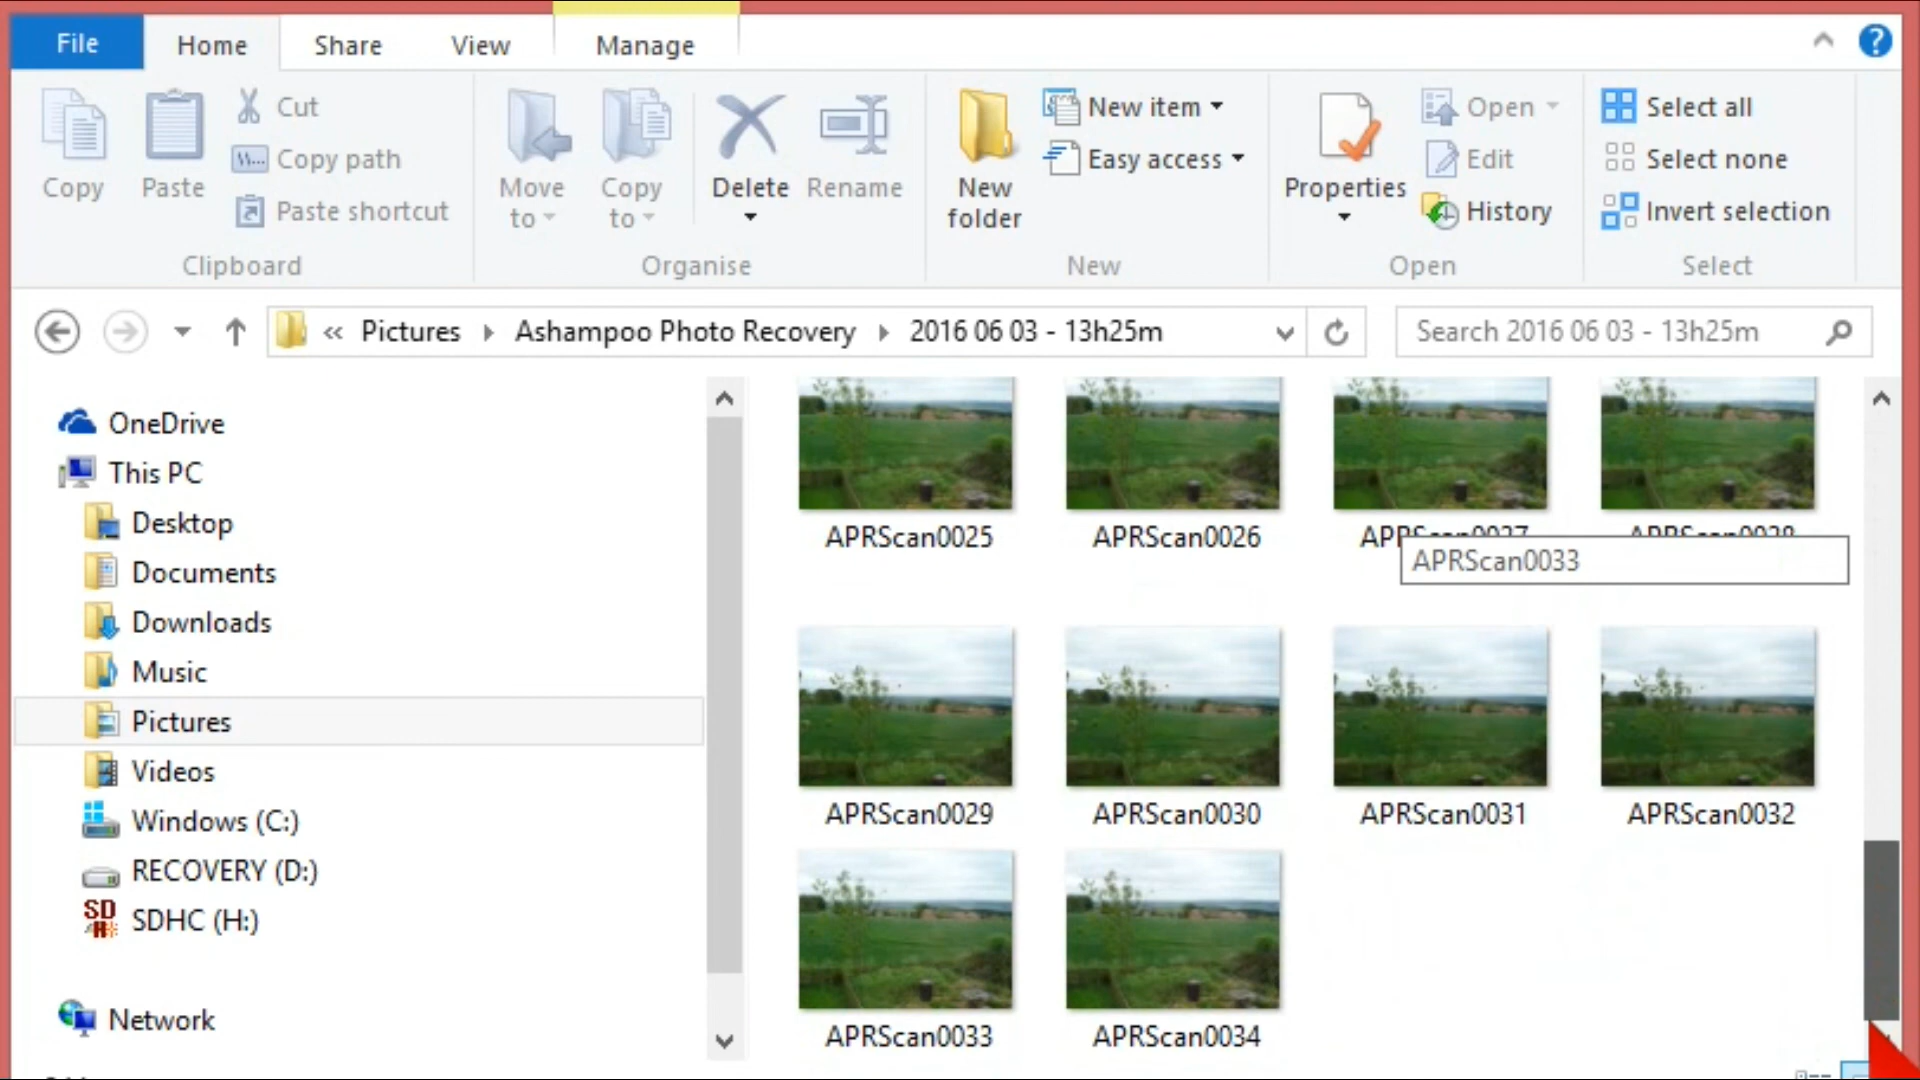 File Home Share View Manage
Copy Paste Cut
Copy path
Paste shortcut
Clipboard
Move to Copy to Delete Rename
Organise
New folder New item
Easy access
New
Properties Open
Edit
History
Open
Select all
Select none
Invert selection
Select
« Pictures Ashampoo Photo Recovery 2016 06 03 - 13h25m
Search 2016 06 03 - 13h25m
OneDrive
This PC
Desktop
Documents
Downloads
Music
Pictures
Videos
Windows (C:)
RECOVERY (D:)
SDHC (H:)
Network
APRScan0025 APRScan0026 APRScan0027 APRScan0028
APRScan0033
APRScan0029 APRScan0030 APRScan0031 APRScan0032
APRScan0033 APRScan0034